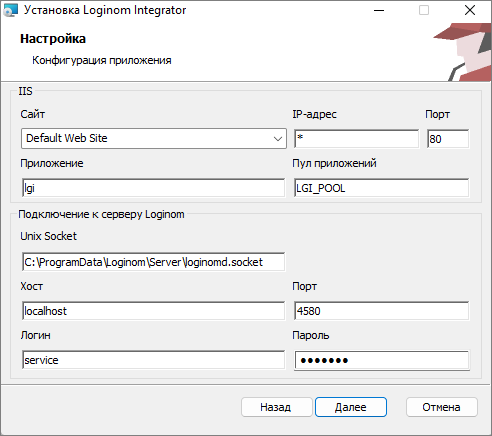 Установка Loginom Integrator
Настройка
Конфигурация приложения
IIS
Сайт IP-адрес Порт
Default Web Site * 80
Приложение Пул приложений
lgi LGI_POOL
Подключение к серверу Loginom
Unix Socket
C:\ProgramData\Loginom\Server\loginomd.socket
Хост Порт
localhost 4580
Логин Пароль
service •••••••
Назад Далее Отмена